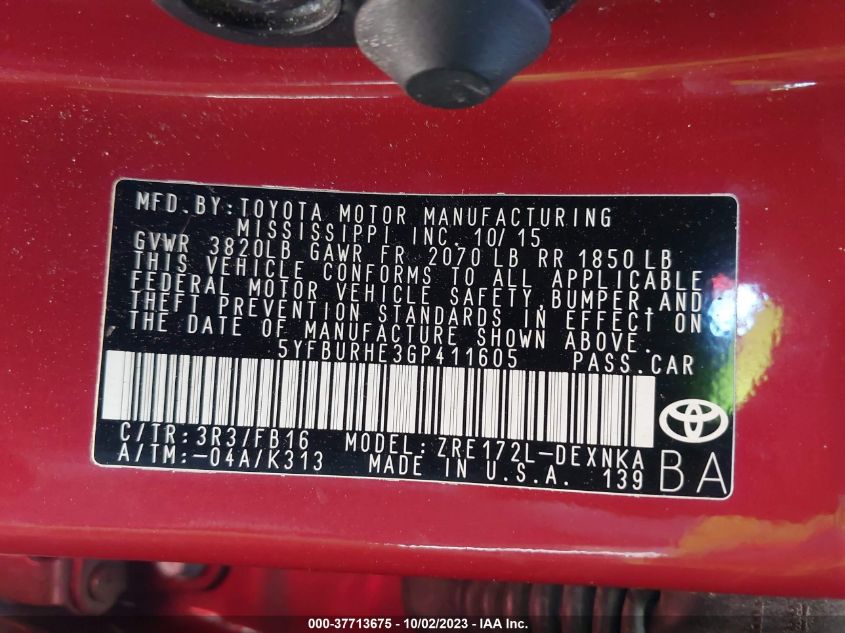 MFD.BY:TOYOTA MOTOR MANUFACTURING
MISSISSIPPI, INC. 10/15
GVWR 3820LB GAWR FR 2070 LB RR 1850 LB
THIS VEHICLE CONFORMS TO ALL APPLICABLE
FEDERAL MOTOR VEHICLE SAFETY,BUMPER,AND
THEFT PREVENTION STANDARDS IN EFFECT ON
THE DATE OF MANUFACTURE SHOWN ABOVE.
5YFBURHE3GP411605 PASS.CAR
C/TR:3R3/FB16 MODEL:ZRE172L-DEXNKA
A/TM:-04A/K313 MADE IN U.S.A. 139 BA
000-37713675 - 10/02/2023 - IAA Inc.